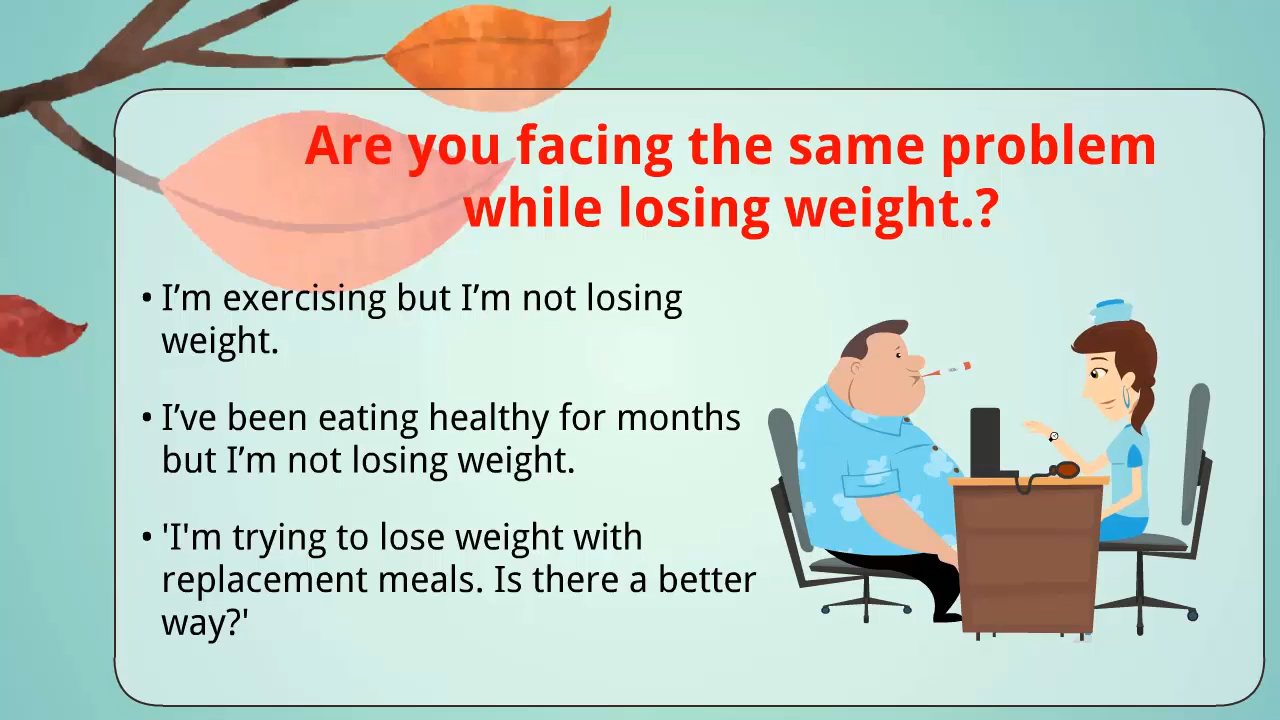 Are you facing the same problem
while losing weight.?
• I’m exercising but I’m not losing
weight.
• I’ve been eating healthy for months
but I’m not losing weight.
• 'I'm trying to lose weight with
replacement meals. Is there a better
way?'